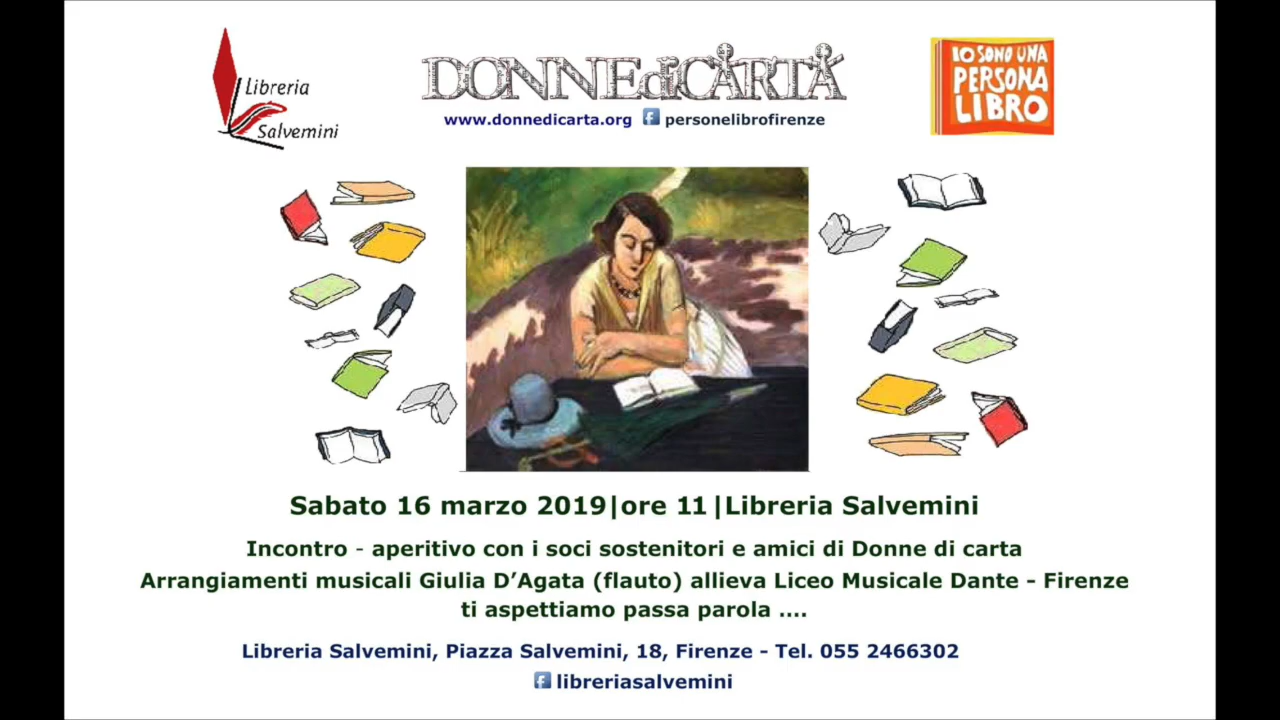 Libreria
Salvemini
DONNEdiCARTA
www.donnedicarta.org personelibrofirenze
IO SONO UNA
PERSONA
LIBRO
Sabato 16 marzo 2019|ore 11|Libreria Salvemini
Incontro - aperitivo con i soci sostenitori e amici di Donne di carta
Arrangiamenti musicali Giulia D’Agata (flauto) allieva Liceo Musicale Dante - Firenze
ti aspettiamo passa parola ....
Libreria Salvemini, Piazza Salvemini, 18, Firenze - Tel. 055 2466302
libreriasalvemini